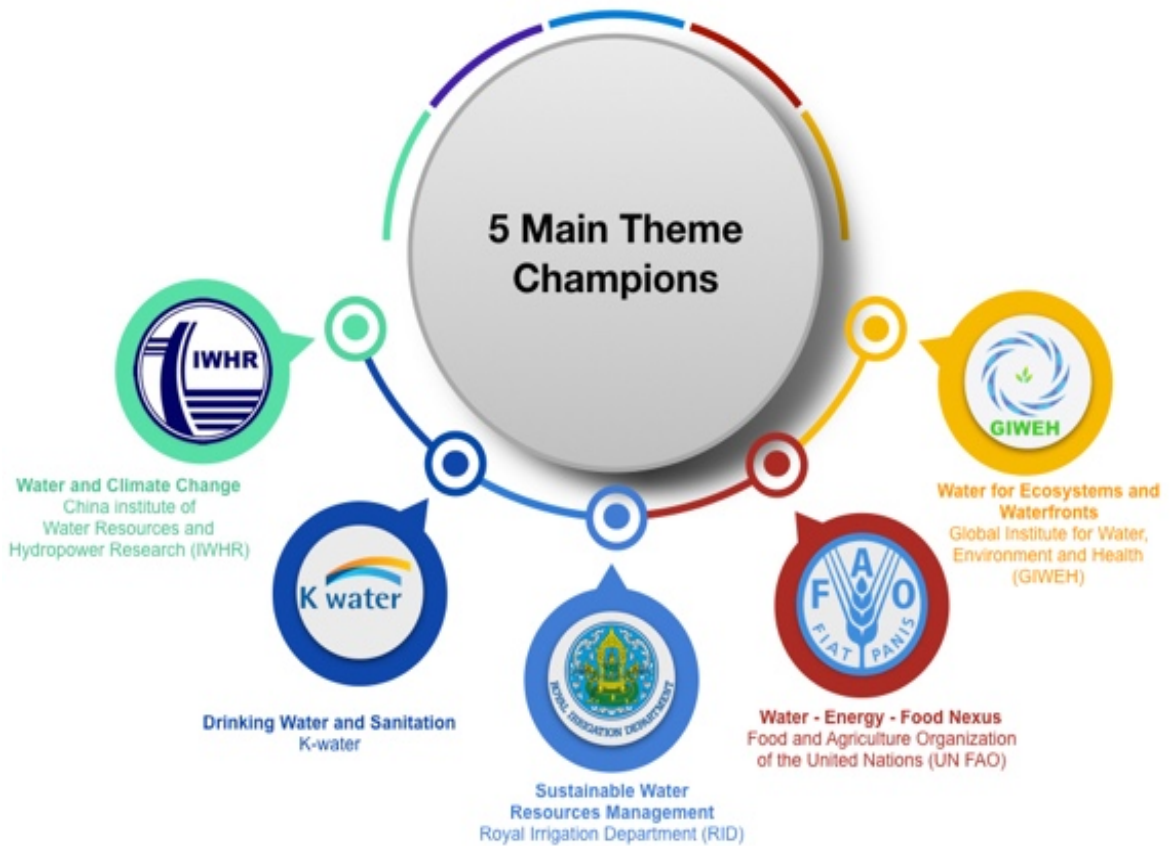 5 Main Theme
Champions
IWHR
Water and Climate Change
China institute of
Water Resources and
Hydropower Research (IWHR)
K water
Drinking Water and Sanitation
K-water
ROYAL IRRIGATION DEPARTMENT
Sustainable Water
Resources Management
Royal Irrigation Department (RID)
F A O
FIAT PANIS
Water - Energy - Food Nexus
Food and Agriculture Organization
of the United Nations (UN FAO)
GIWEH
Water for Ecosystems and
Waterfronts
Global Institute for Water,
Environment and Health
(GIWEH)